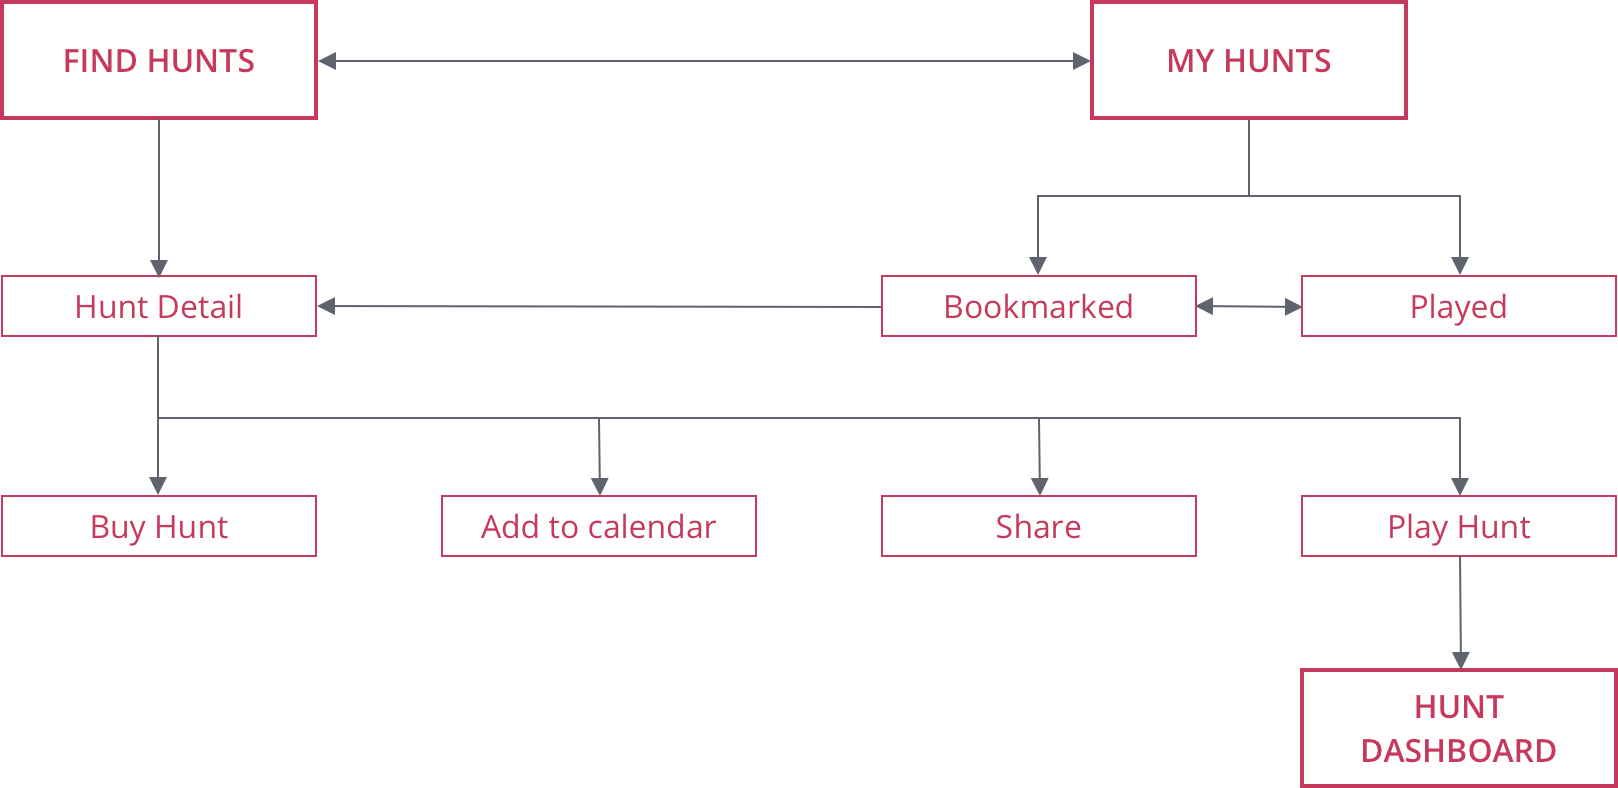 FIND HUNTS
MY HUNTS
Hunt Detail
Bookmarked
Played
Buy Hunt
Add to calendar
Share
Play Hunt
HUNT
DASHBOARD